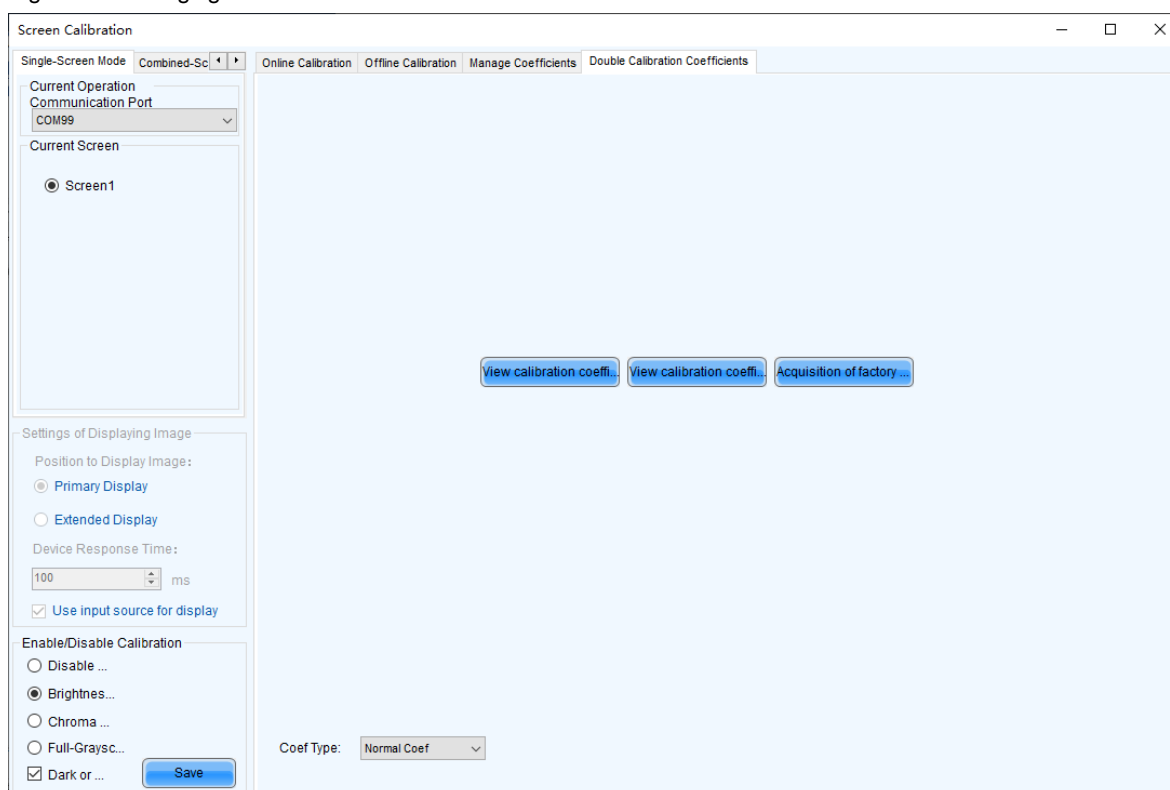 Screen Calibration
Single-Screen Mode Combined-Sc
Online Calibration Offline Calibration Manage Coefficients Double Calibration Coefficients
Current Operation
Communication Port
COM99
Current Screen
Screen1
View calibration coeffi... View calibration coeffi... Acquisition of factory ...
Settings of Displaying Image
Position to Display Image:
Primary Display
Extended Display
Device Response Time:
100 ms
Use input source for display
Enable/Disable Calibration
Disable ...
Brightnes...
Chroma ...
Full-Graysc...
Dark or ... Save
Coef Type: Normal Coef